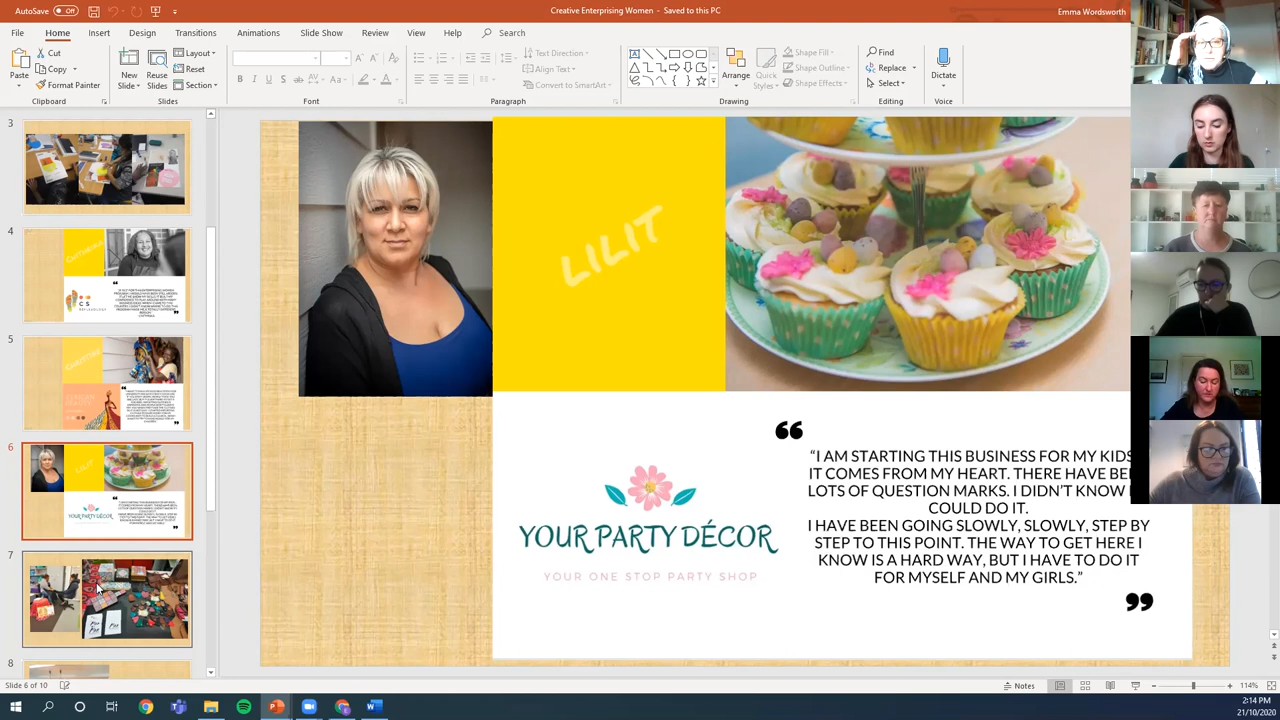 AutoSave Off
Creative Enterprising Women - Saved to this PC
Emma Wordsworth
File Home Insert Design Transitions Animations Slide Show Review View Help Search
Paste
Cut
Copy
Format Painter
Clipboard
New Slide
Reuse Slides
Layout
Reset
Section
Slides
Font
Paragraph
Text Direction
Align Text
Convert to SmartArt
Arrange
Quick Styles
Shape Fill
Shape Outline
Shape Effects
Drawing
Find
Replace
Select
Editing
Dictate
Voice
3
4
5
6
7
8
LILIT
YOUR PARTY DÉCOR
YOUR ONE STOP PARTY SHOP
“
“I AM STARTING THIS BUSINESS FOR MY KIDS
IT COMES FROM MY HEART. THERE HAVE
LOTS OF QUESTION MARKS. I DIDN’T KNOW
COULD DO IT.
I HAVE BEEN GOING SLOWLY, SLOWLY, STEP BY
STEP TO THIS POINT. THE WAY TO GET HERE I
KNOW IS A HARD WAY, BUT I HAVE TO DO IT
FOR MYSELF AND MY GIRLS.”
”
Slide 6 of 10
Notes
114%
2:14 PM
21/10/2020